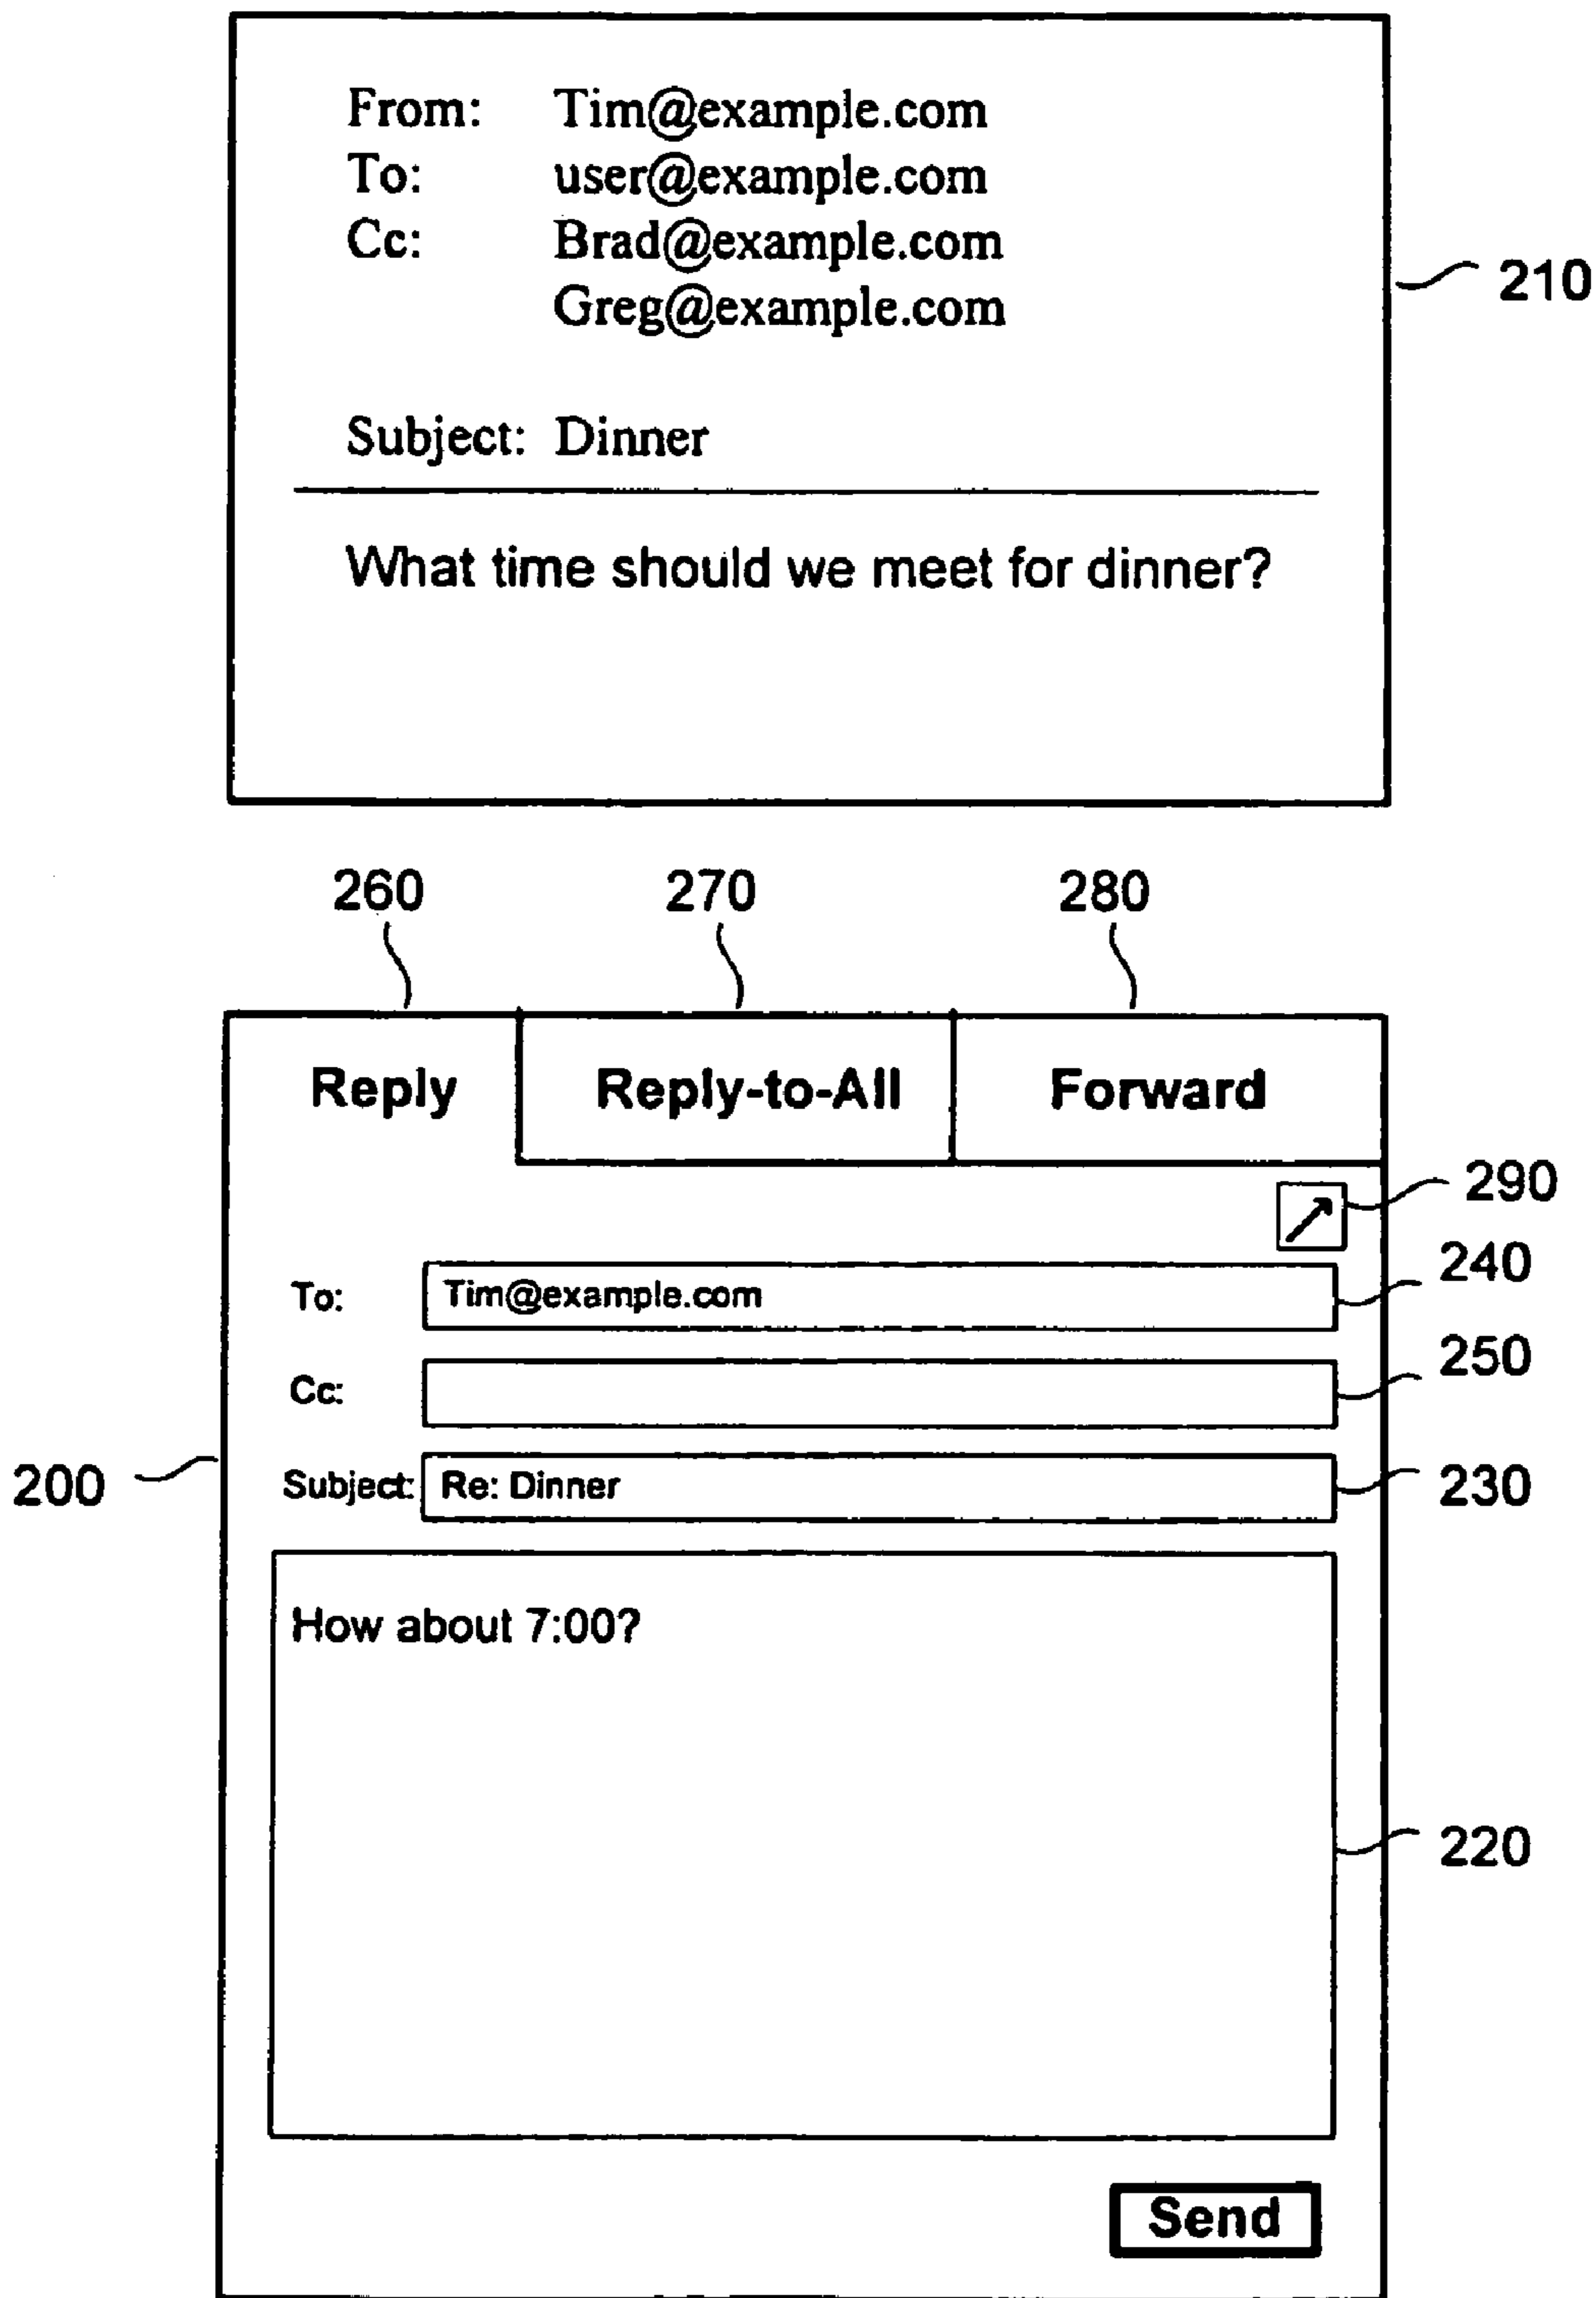 From: Tim@example.com
To: user@example.com
Cc: Brad@example.com
Greg@example.com
210
Subject: Dinner
What time should we meet for dinner?
260 270 280
Reply Reply-to-All Forward
290
To: Tim@example.com 240
Cc: 250
200 Subject: Re: Dinner 230
How about 7:00?
220
Send